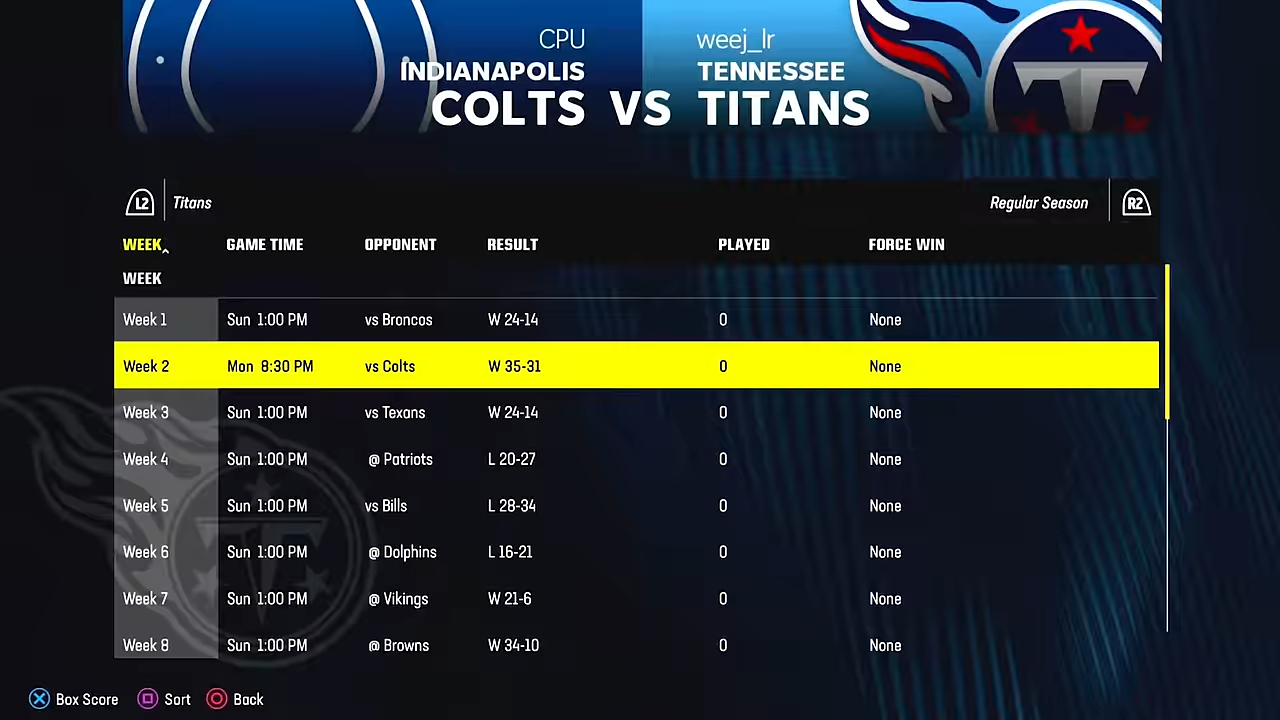 CPU
weej_lr
INDIANAPOLIS
TENNESSEE
COLTS VS TITANS
L2 Titans
Regular Season R2
WEEK GAME TIME OPPONENT RESULT PLAYED FORCE WIN
WEEK
Week 1 Sun 1:00 PM vs Broncos W 24-14 0 None
Week 2 Mon 8:30 PM vs Colts W 35-31 0 None
Week 3 Sun 1:00 PM vs Texans W 24-14 0 None
Week 4 Sun 1:00 PM @ Patriots L 20-27 0 None
Week 5 Sun 1:00 PM vs Bills L 28-34 0 None
Week 6 Sun 1:00 PM @ Dolphins L 16-21 0 None
Week 7 Sun 1:00 PM @ Vikings W 21-6 0 None
Week 8 Sun 1:00 PM @ Browns W 34-10 0 None
Box Score Sort Back